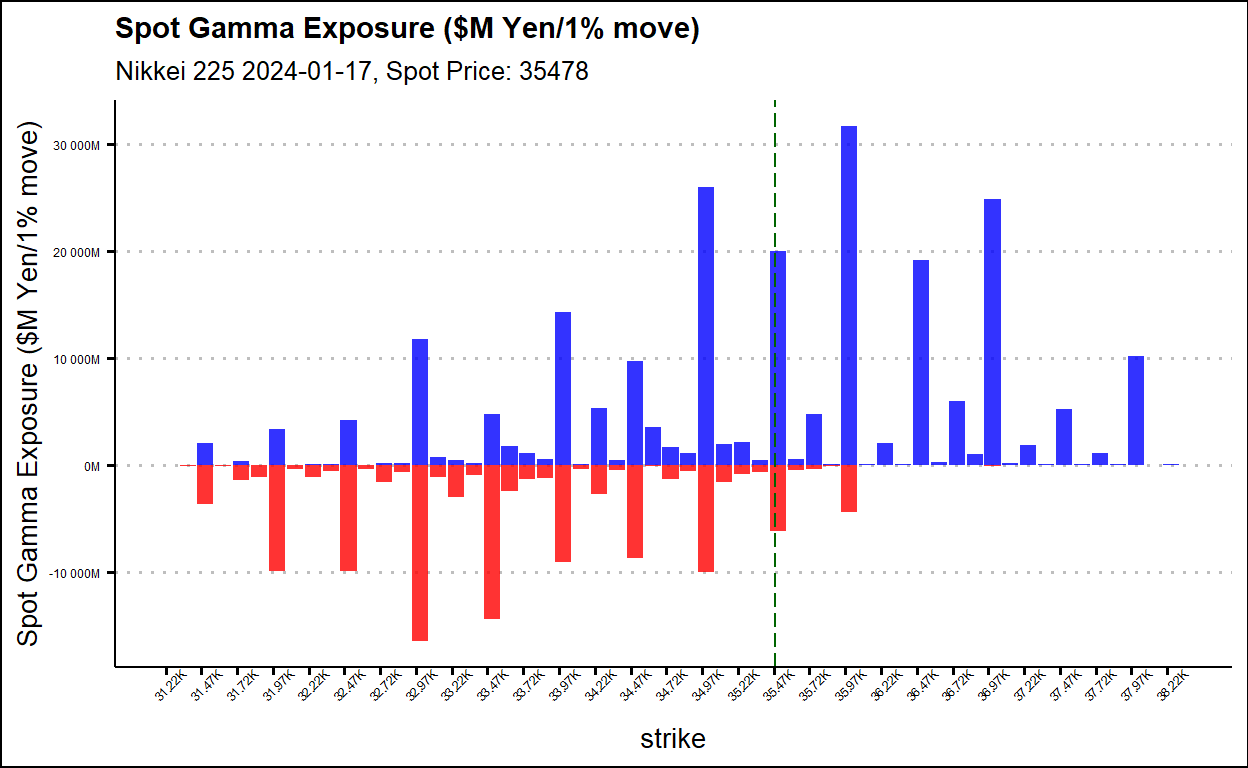 Spot Gamma Exposure ($M Yen/1% move)
Nikkei 225 2024-01-17, Spot Price: 35478
Spot Gamma Exposure ($M Yen/1% move)
30 000M
20 000M
10 000M
0M
-10 000M
31.22K 31.47K 31.72K 31.97K 32.22K 32.47K 32.72K 32.97K 33.22K 33.47K 33.72K 33.97K 34.22K 34.47K 34.72K 34.97K 35.22K 35.47K 35.72K 35.97K 36.22K 36.47K 36.72K 36.97K 37.22K 37.47K 37.72K 37.97K 38.22K
strike